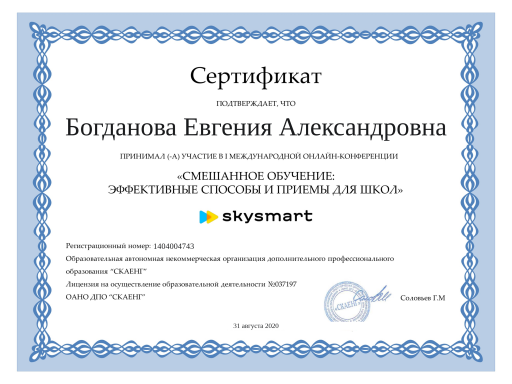 Сертификат
ПОДТВЕРЖДАЕТ, ЧТО
Богданова Евгения Александровна
ПРИНИМАЛ (-А) УЧАСТИЕ В I МЕЖДУНАРОДНОЙ ОНЛАЙН-КОНФЕРЕНЦИИ
«СМЕШАННОЕ ОБУЧЕНИЕ:
ЭФФЕКТИВНЫЕ СПОСОБЫ И ПРИЕМЫ ДЛЯ ШКОЛ»
skysmart
Регистрационный номер: 1404004743
Образовательная автономная некоммерческая организация дополнительного профессионального
образования “СКАЕНГ”
Лицензия на осуществление образовательной деятельности №037197
ОАНО ДПО “СКАЕНГ”
«СКАЕНГ»
Соловьев Г.М
31 августа 2020